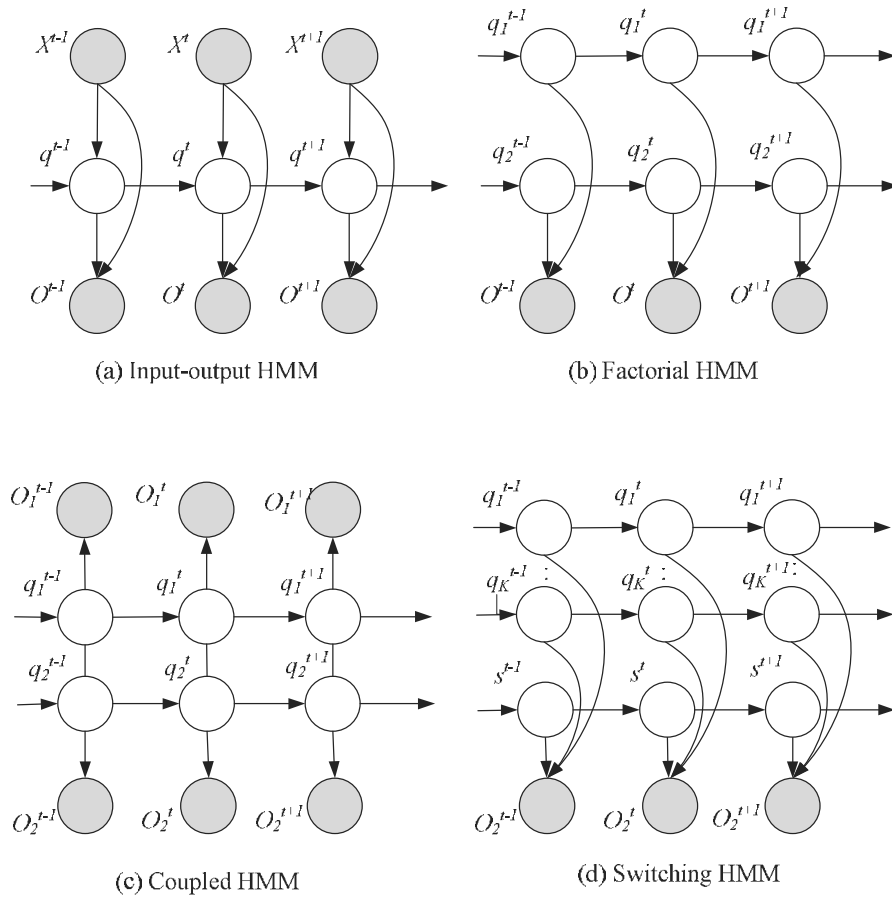 X^{t-1} X^t X^{t+1}
q^{t-1} q^t q^{t+1}
O^{t-1} O^t O^{t+1}
(a) Input-output HMM
q_1^{t-1} q_1^t q_1^{t+1}
q_2^{t-1} q_2^t q_2^{t+1}
O^{t-1} O^t O^{t+1}
(b) Factorial HMM
O_1^{t-1} O_1^t O_1^{t+1}
q_1^{t-1} q_1^t q_1^{t+1}
q_2^{t-1} q_2^t q_2^{t+1}
O_2^{t-1} O_2^t O_2^{t+1}
(c) Coupled HMM
q_1^{t-1} q_1^t q_1^{t+1}
q_K^{t-1} q_K^t q_K^{t+1}
s^{t-1} s^t s^{t+1}
O_2^{t-1} O_2^t O_2^{t+1}
(d) Switching HMM